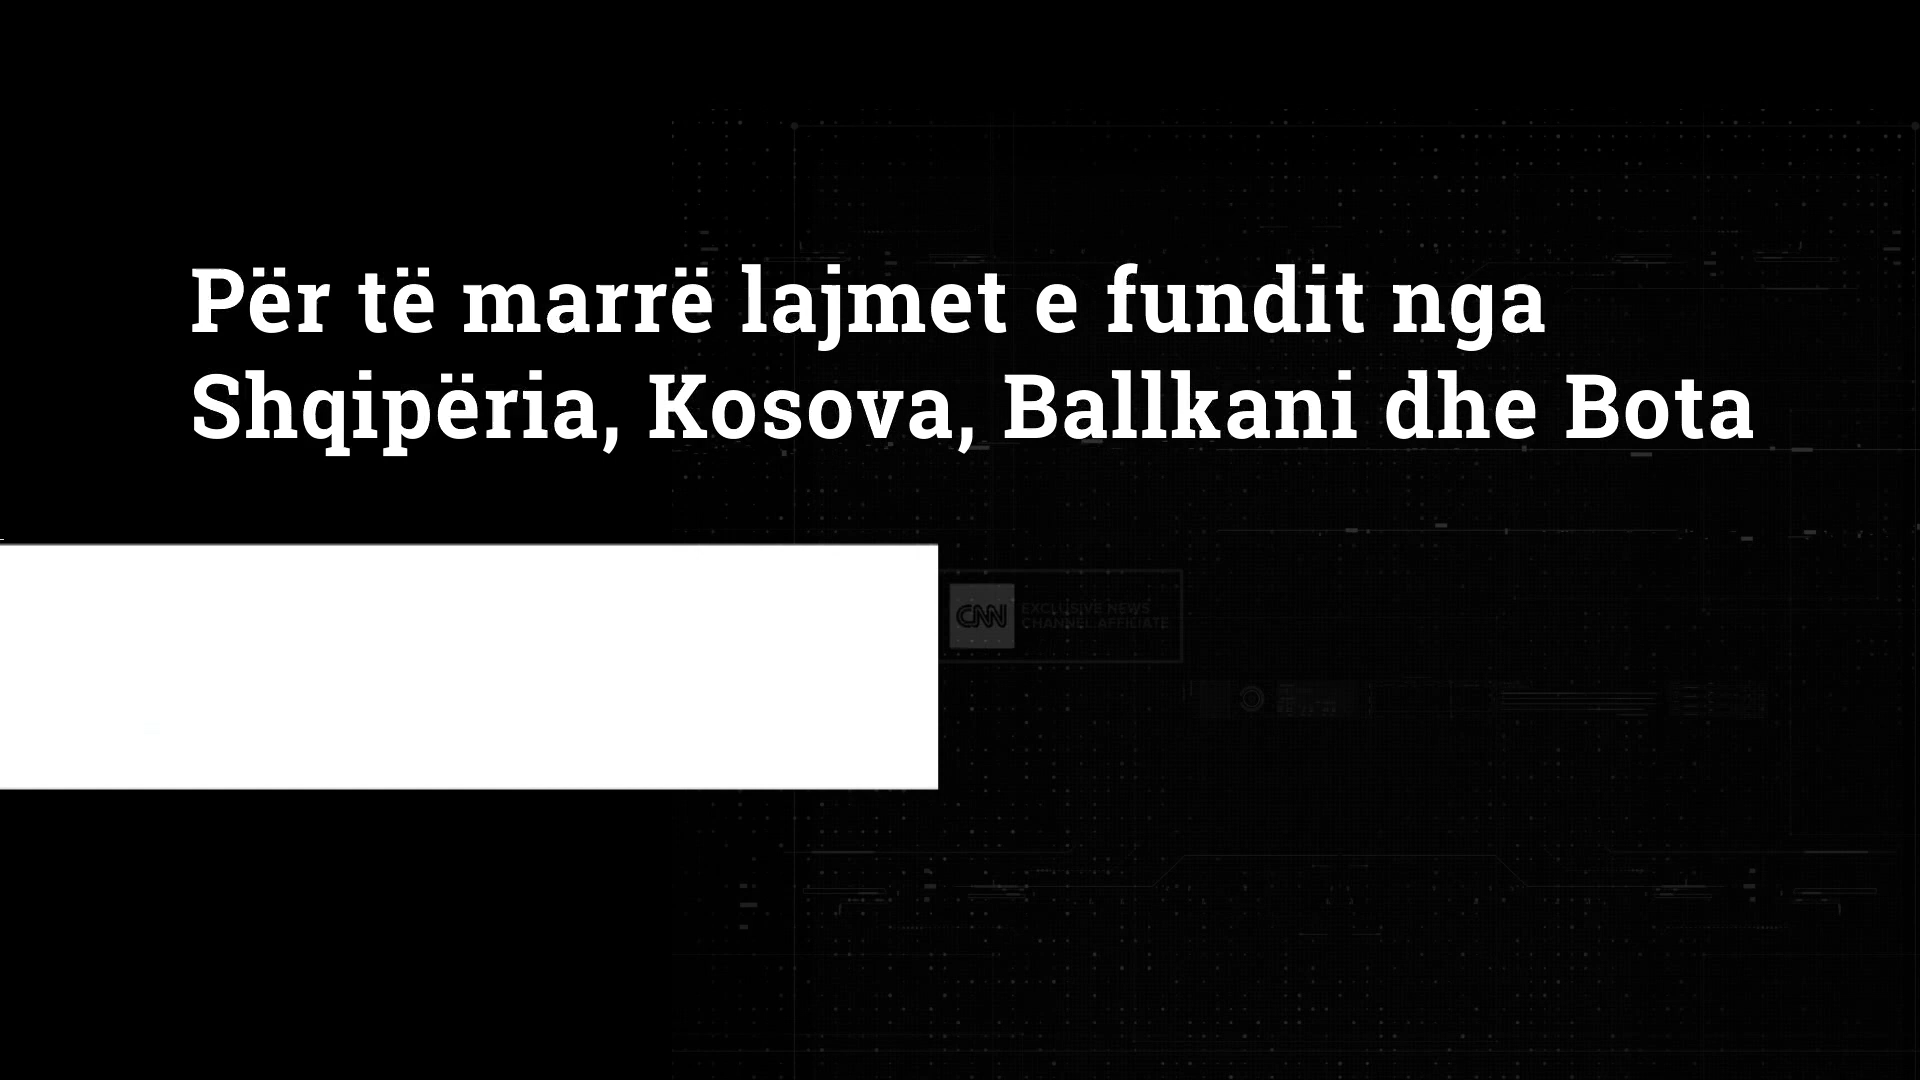 Për të marrë lajmet e fundit nga
Shqipëria, Kosova, Ballkani dhe Bota
CNN
EXCLUSIVE NEWS
CHANNEL AFFILIATE